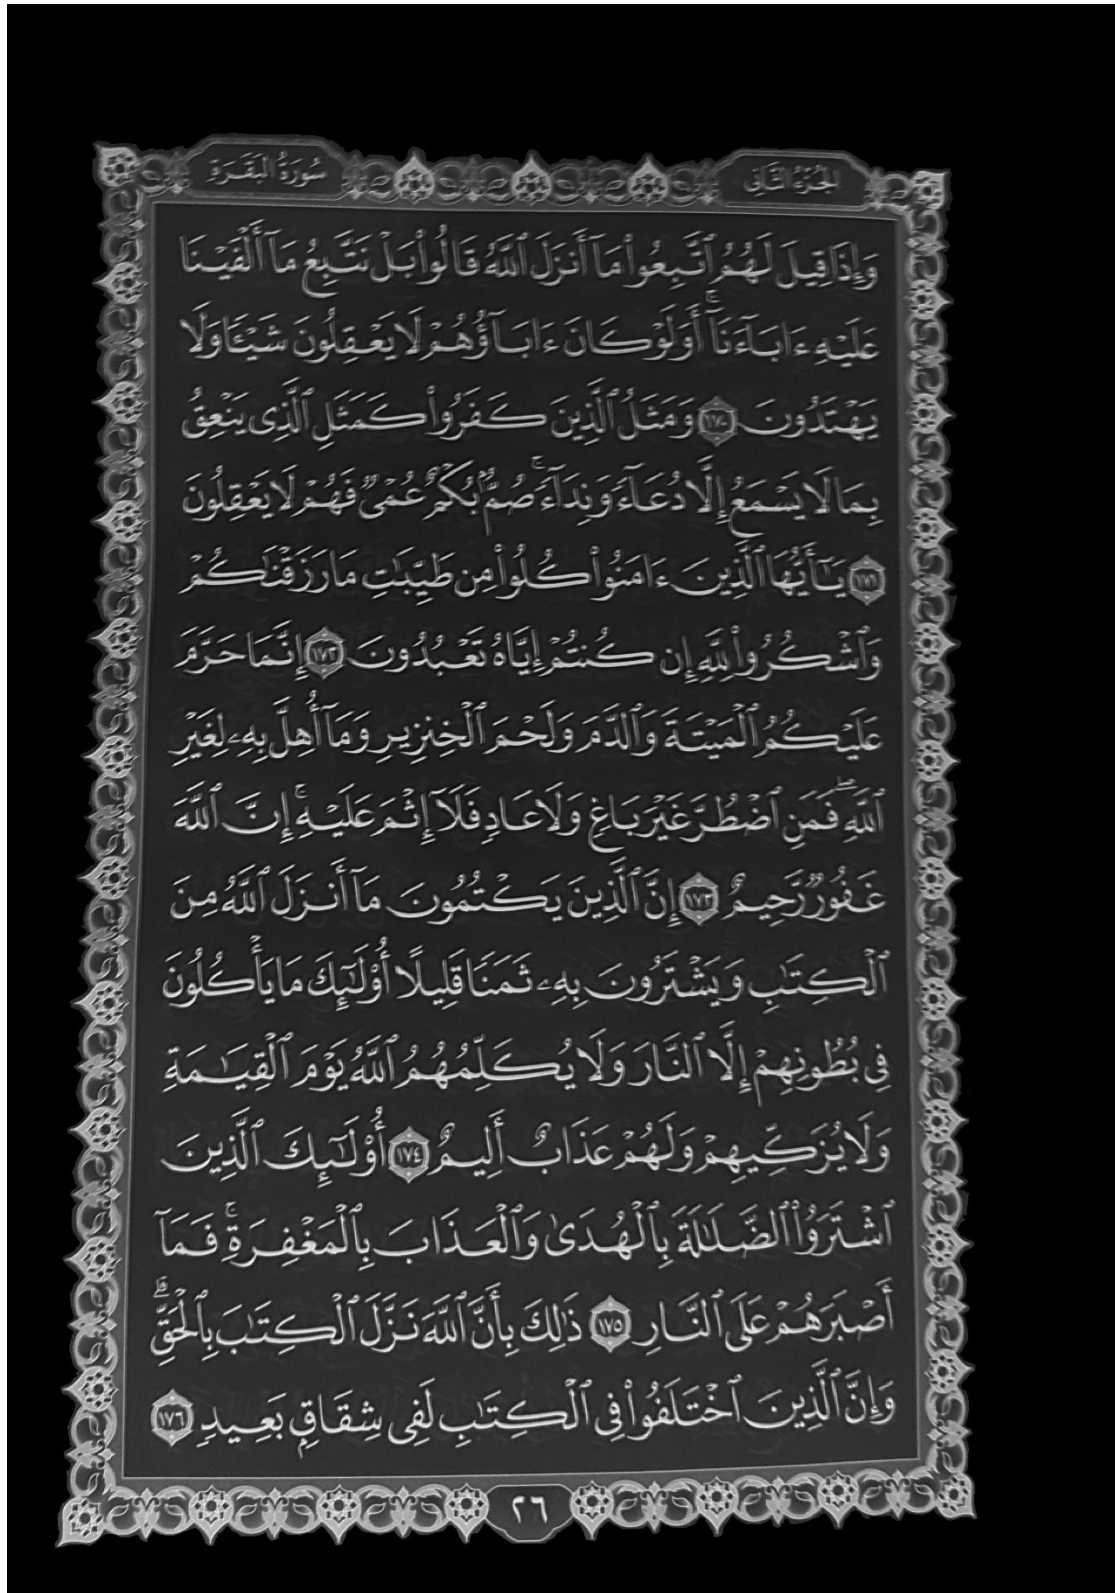 الجزء الثاني
سورة البقرة
وَإِذَا قِيلَ لَهُمُ ٱتَّبِعُوا۟ مَآ أَنزَلَ ٱللَّهُ قَالُوا۟ بَلْ نَتَّبِعُ مَآ أَلْفَيْنَا
عَلَيْهِ ءَابَآءَنَآ ۚ أَوَلَوْ كَانَ ءَابَآؤُهُمْ لَا يَعْقِلُونَ شَيْـًٔا وَلَا
يَهْتَدُونَ ١٧٠ وَمَثَلُ ٱلَّذِينَ كَفَرُوا۟ كَمَثَلِ ٱلَّذِى يَنْعِقُ
بِمَا لَا يَسْمَعُ إِلَّا دُعَآءً وَنِدَآءً ۚ صُمٌّۢ بُكْمٌ عُمْىٌ فَهُمْ لَا يَعْقِلُونَ
١٧١ يَـٰٓأَيُّهَا ٱلَّذِينَ ءَامَنُوا۟ كُلُوا۟ مِن طَيِّبَـٰتِ مَا رَزَقْنَـٰكُمْ
وَٱشْكُرُوا۟ لِلَّهِ إِن كُنتُمْ إِيَّاهُ تَعْبُدُونَ ١٧٢ إِنَّمَا حَرَّمَ
عَلَيْكُمُ ٱلْمَيْتَةَ وَٱلدَّمَ وَلَحْمَ ٱلْخِنزِيرِ وَمَآ أُهِلَّ بِهِۦ لِغَيْرِ
ٱللَّهِ ۖ فَمَنِ ٱضْطُرَّ غَيْرَ بَاغٍ وَلَا عَادٍ فَلَآ إِثْمَ عَلَيْهِ ۚ إِنَّ ٱللَّهَ
غَفُورٌ رَّحِيمٌ ١٧٣ إِنَّ ٱلَّذِينَ يَكْتُمُونَ مَآ أَنزَلَ ٱللَّهُ مِنَ
ٱلْكِتَـٰبِ وَيَشْتَرُونَ بِهِۦ ثَمَنًا قَلِيلًا أُو۟لَـٰٓئِكَ مَا يَأْكُلُونَ
فِى بُطُونِهِمْ إِلَّا ٱلنَّارَ وَلَا يُكَلِّمُهُمُ ٱللَّهُ يَوْمَ ٱلْقِيَـٰمَةِ
وَلَا يُزَكِّيهِمْ وَلَهُمْ عَذَابٌ أَلِيمٌ ١٧٤ أُو۟لَـٰٓئِكَ ٱلَّذِينَ
ٱشْتَرَوُا۟ ٱلضَّلَـٰلَةَ بِٱلْهُدَىٰ وَٱلْعَذَابَ بِٱلْمَغْفِرَةِ ۚ فَمَآ
أَصْبَرَهُمْ عَلَى ٱلنَّارِ ١٧٥ ذَٰلِكَ بِأَنَّ ٱللَّهَ نَزَّلَ ٱلْكِتَـٰبَ بِٱلْحَقِّ ۗ
وَإِنَّ ٱلَّذِينَ ٱخْتَلَفُوا۟ فِى ٱلْكِتَـٰبِ لَفِى شِقَاقٍۭ بَعِيدٍ ١٧٦
٢٦